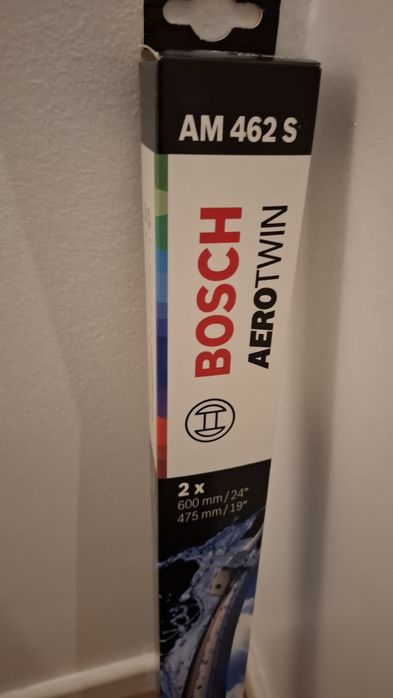 AM 462 S
BOSCH
AEROTWIN
2 x
600 mm / 24"
475 mm / 19"